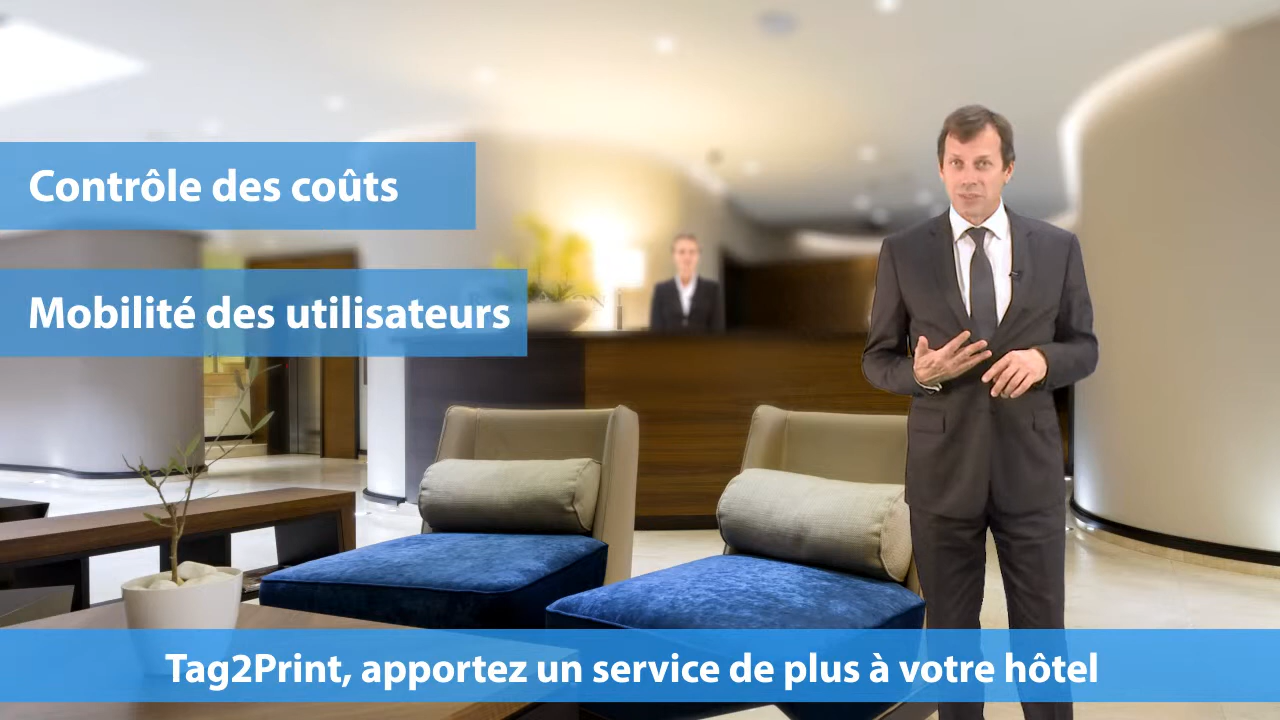 Contrôle des coûts
Mobilité des utilisateurs
Tag2Print, apportez un service de plus à votre hôtel